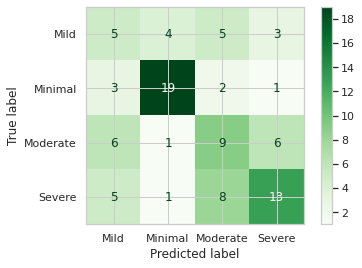 Mild 5 4 5 3
Minimal 3 19 2 1
Moderate 6 1 9 6
Severe 5 1 8 13
Mild Minimal Moderate Severe
Predicted label
True label
18
16
14
12
10
8
6
4
2